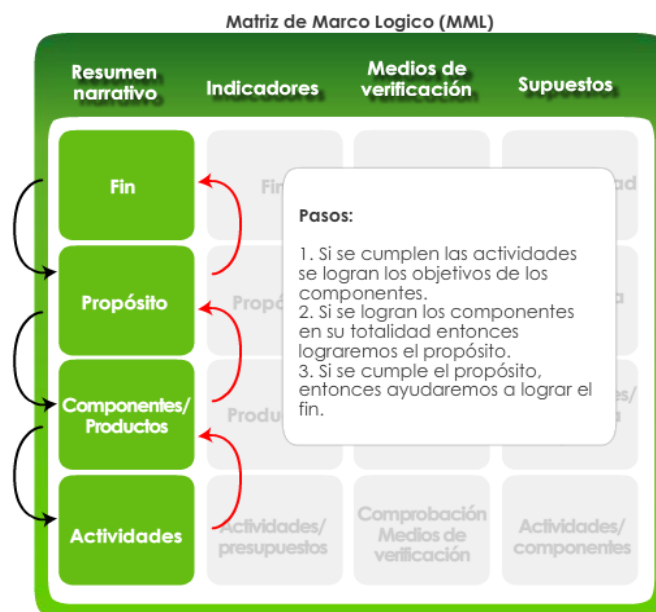 Matriz de Marco Logico (MML)
Resumen
narrativo
Indicadores
Medios de
verificación
Supuestos
Fin
Fin
Pasos:
1. Si se cumplen las actividades
se logran los objetivos de los
componentes.
2. Si se logran los componentes
en su totalidad entonces
lograremos el propósito.
3. Si se cumple el propósito,
entonces ayudaremos a lograr el
fin.
Propósito
Componentes/
Productos
Actividades
Actividades/
presupuestos
Comprobación
Medios de
verificación
Actividades/
componentes